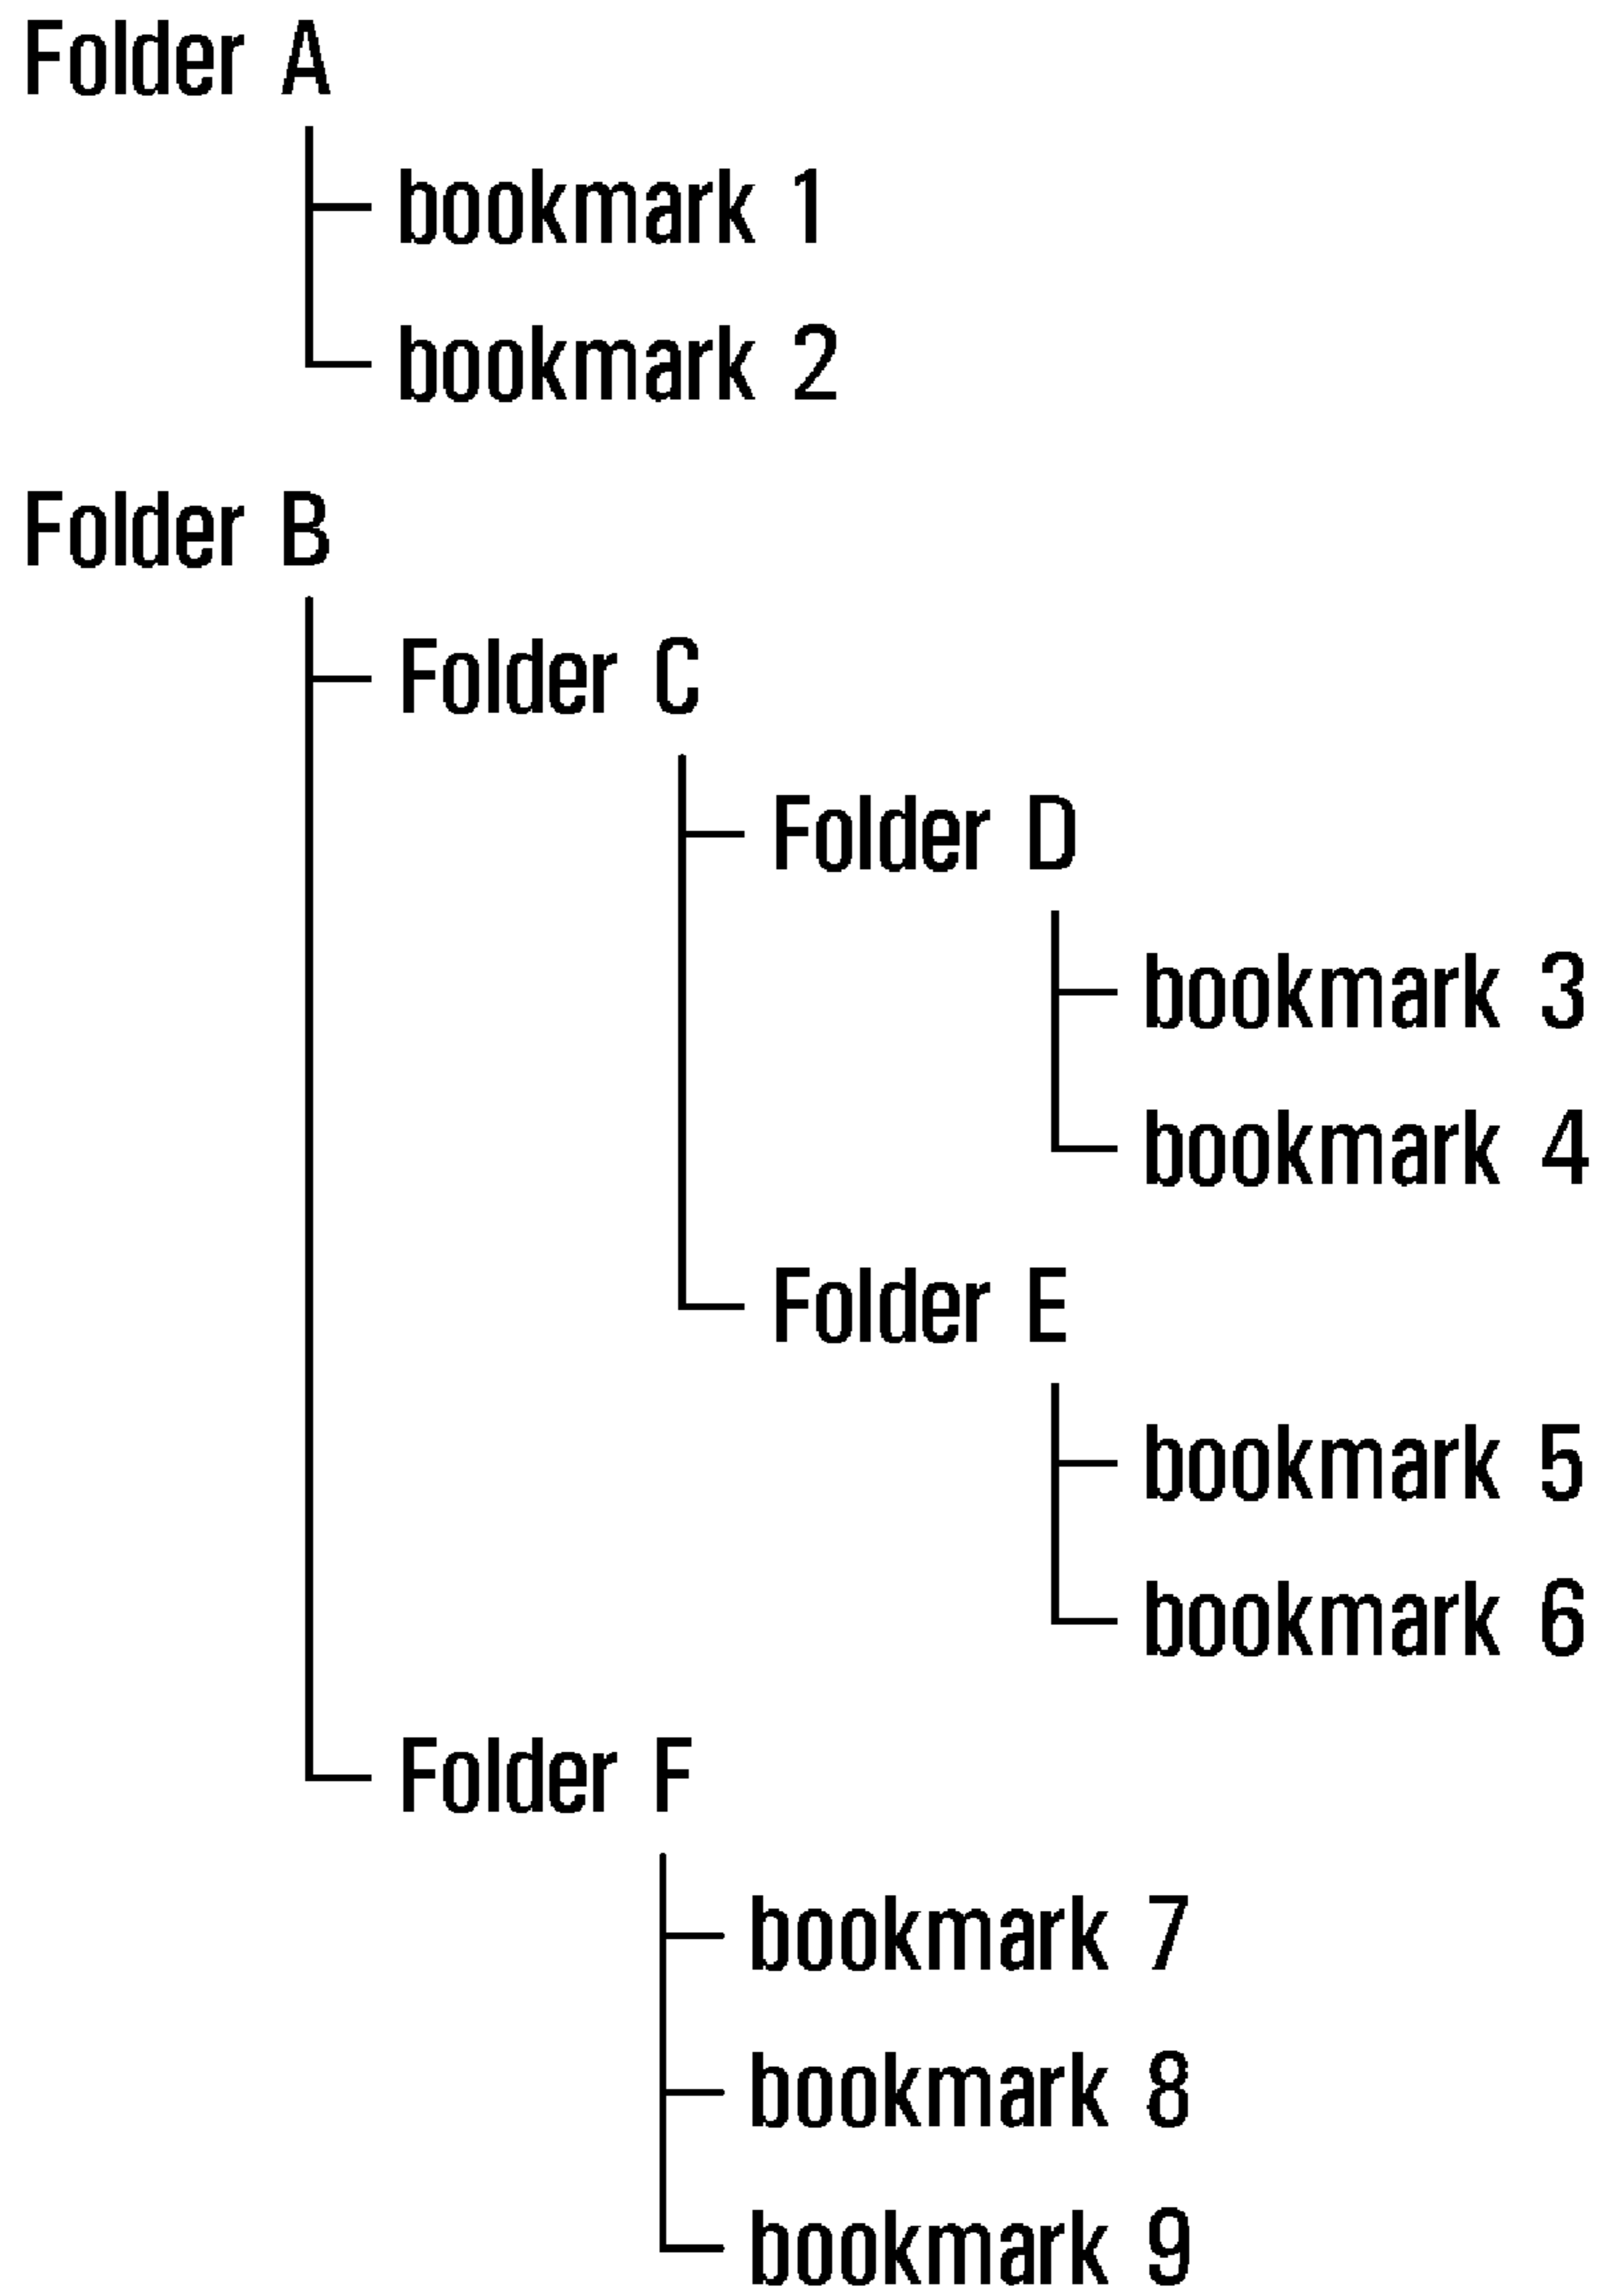 Folder A
bookmark 1
bookmark 2
Folder B
Folder C
Folder D
bookmark 3
bookmark 4
Folder E
bookmark 5
bookmark 6
Folder F
bookmark 7
bookmark 8
bookmark 9